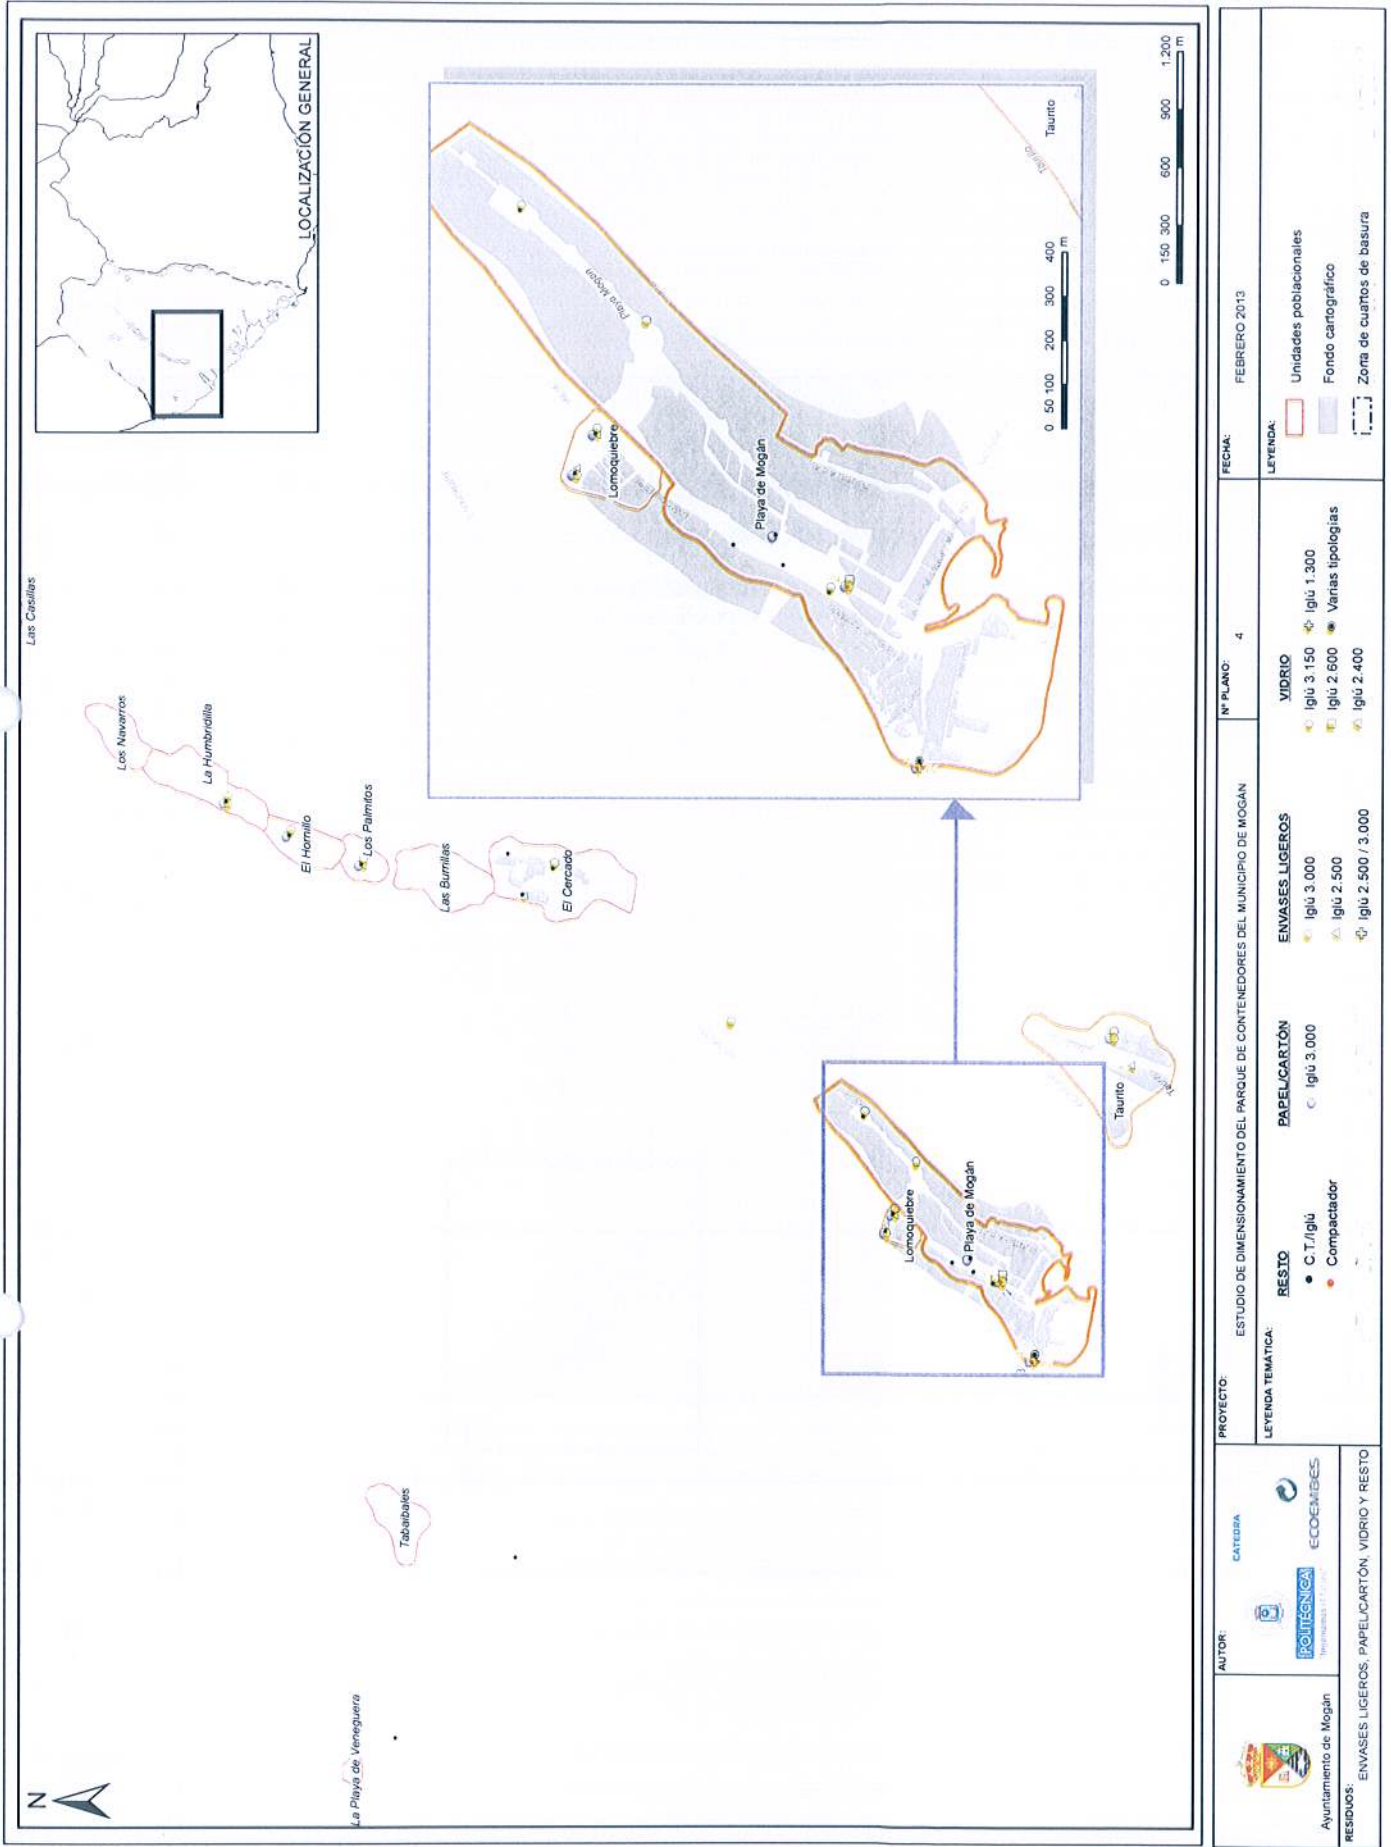 N
LOCALIZACIÓN GENERAL
Las Casillas
Los Navarros
La Humbridilla
El Hornillo
Los Palmitos
Las Burrillas
El Cercado
Tabaibales
La Playa de Veneguera
Lomoquiebre
Playa de Mogán
Taurito
Playa Mogán
Lomoquiebre
Playa de Mogán
Taurito
Taurito
0 50 100 200 300 400
m
0 150 300 600 900 1.200
m
Ayuntamiento de Mogán
AUTOR:
CATEDRA
POLITÉCNICA
ECOEMBES
RESIDUOS:
ENVASES LIGEROS, PAPEL/CARTÓN, VIDRIO Y RESTO
PROYECTO:
ESTUDIO DE DIMENSIONAMIENTO DEL PARQUE DE CONTENEDORES DEL MUNICIPIO DE MOGÁN
Nº PLANO:
4
FECHA:
FEBRERO 2013
LEYENDA TEMÁTICA:
RESTO
C.T./Iglú
Compactador
PAPEL/CARTÓN
Iglú 3.000
ENVASES LIGEROS
Iglú 3.000
Iglú 2.500
Iglú 2.500 / 3.000
VIDRIO
Iglú 3.150
Iglú 1.300
Iglú 2.600
Varias tipologías
Iglú 2.400
LEYENDA:
Unidades poblacionales
Fondo cartográfico
Zona de cuartos de basura